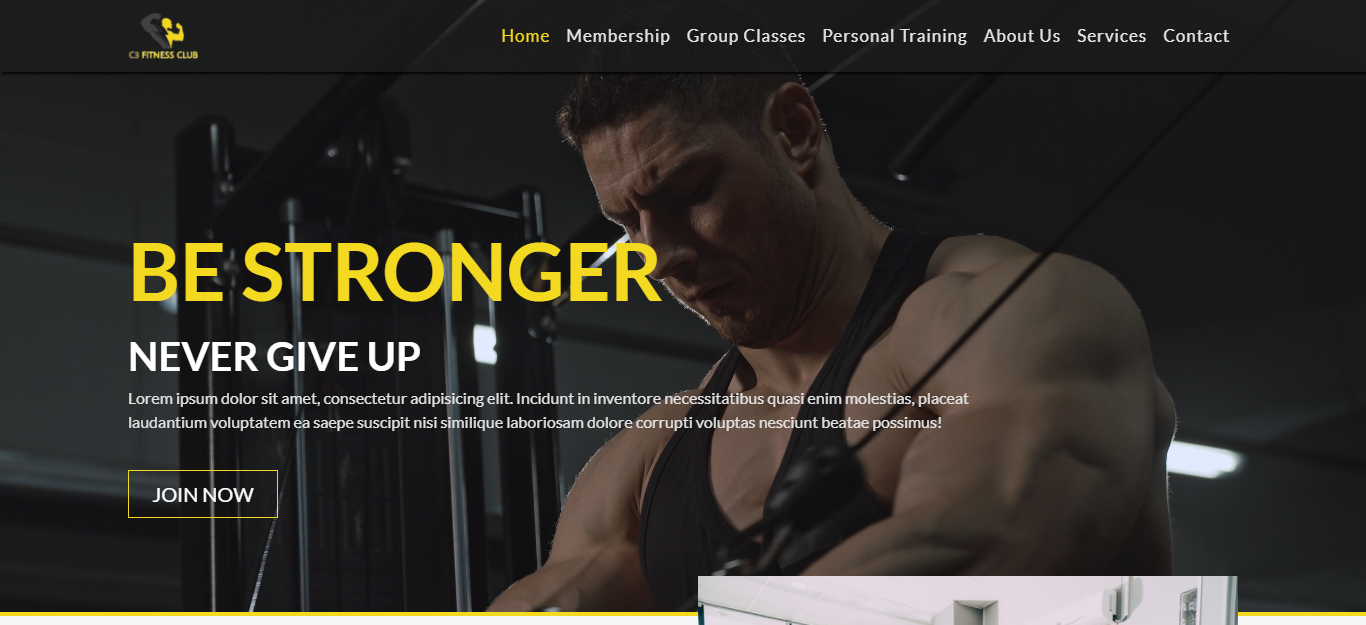 C3 FITNESS CLUB
Home Membership Group Classes Personal Training About Us Services Contact
BE STRONGER
NEVER GIVE UP
Lorem ipsum dolor sit amet, consectetur adipisicing elit. Incidunt in inventore necessitatibus quasi enim molestias, placeat
laudantium voluptatem ea saepe suscipit nisi similique laboriosam dolore corrupti voluptas nesciunt beatae possimus!
JOIN NOW